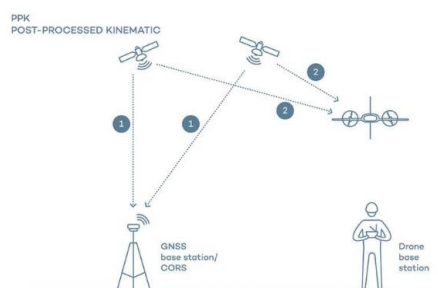 PPK
POST-PROCESSED KINEMATIC
2
1
1
2
GNSS
base station/
CORS
Drone
base
station